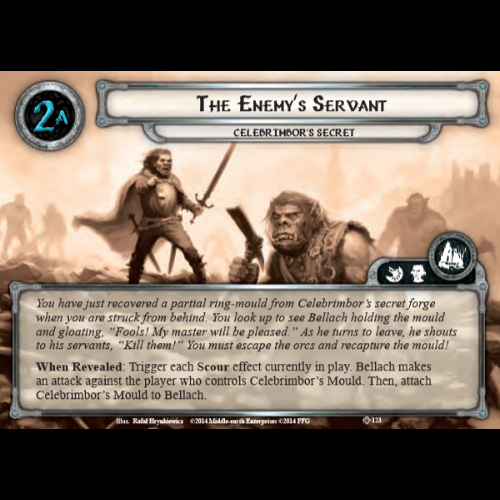 2A
THE ENEMY'S SERVANT
CELEBRIMBOR'S SECRET
You have just recovered a partial ring-mould from Celebrimbor's secret forge
when you are struck from behind. You look up to see Bellach holding the mould
and gloating, "Fools! My master will be pleased." As he turns to leave, he shouts
to his servants, "Kill them!" You must escape the orcs and recapture the mould!
When Revealed: Trigger each Scour effect currently in play. Bellach makes
an attack against the player who controls Celebrimbor's Mould. Then, attach
Celebrimbor's Mould to Bellach.
Illus. Rafał Hrynkiewicz ©2014 Middle-earth Enterprises ©2014 FFG 123